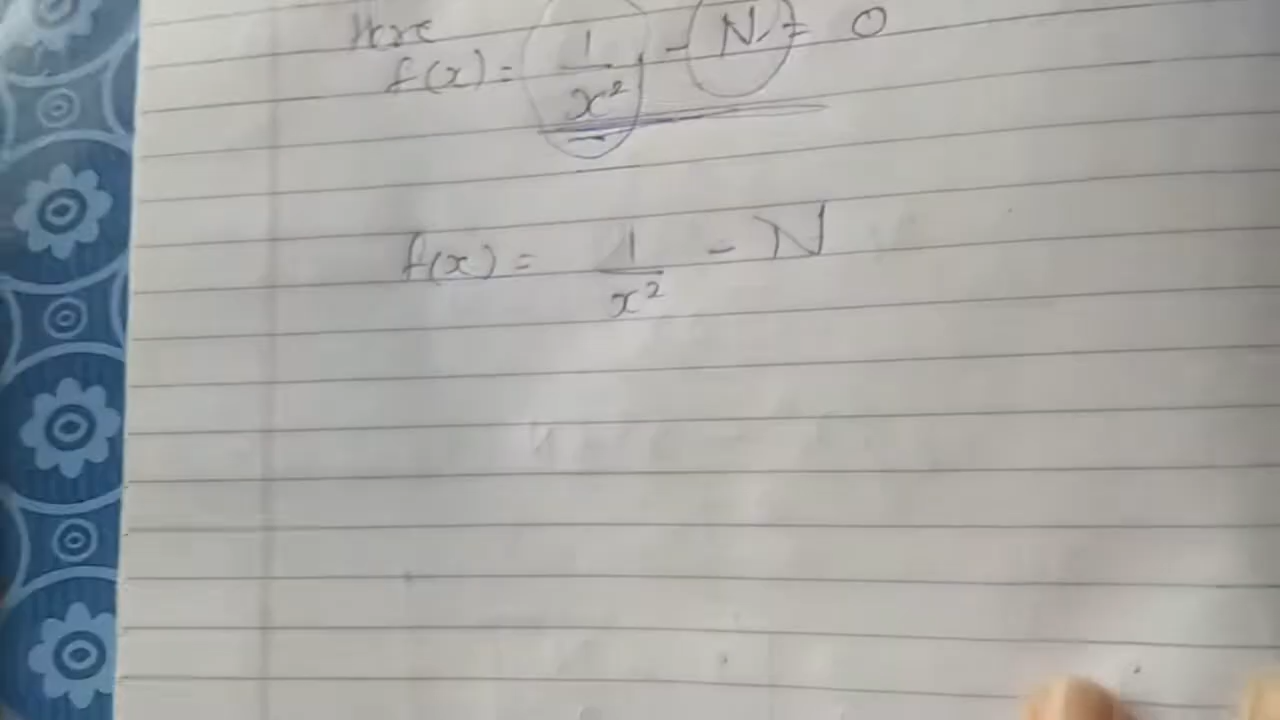 Here
f(x) = 1/x² - N = 0
f(x) = 1/x² - N